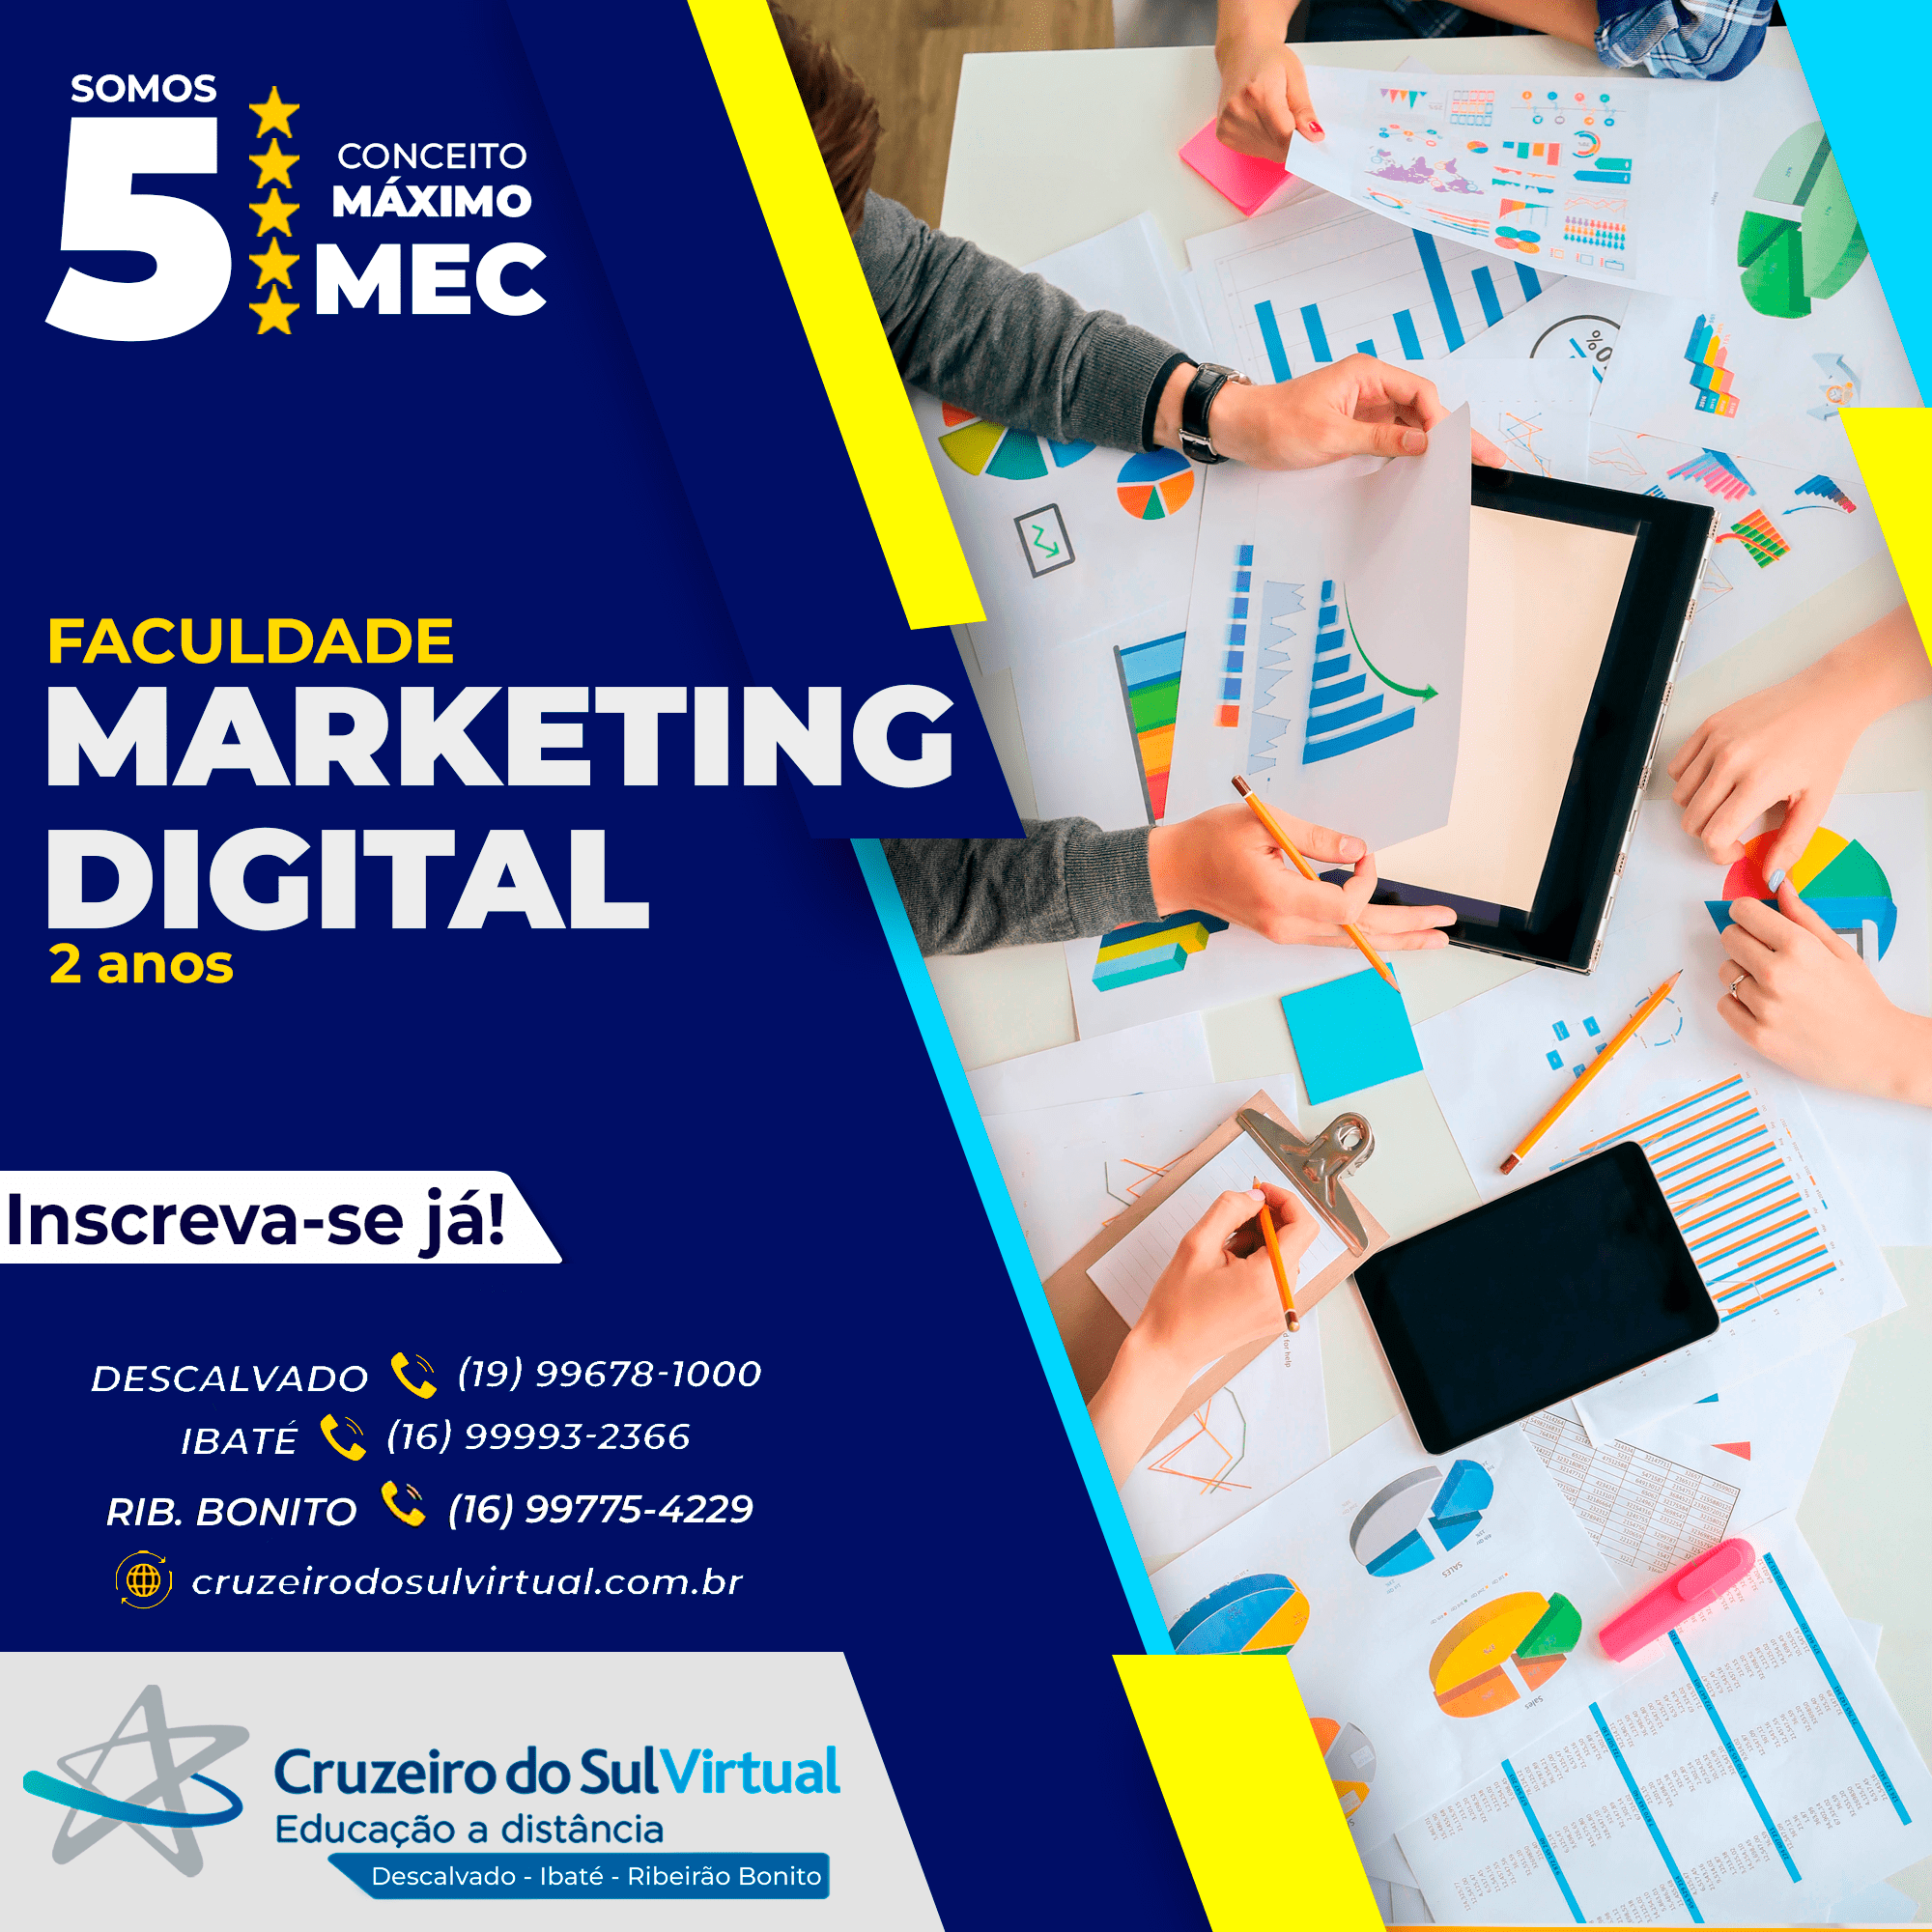 SOMOS
5
CONCEITO
MÁXIMO
MEC
FACULDADE
MARKETING
DIGITAL
2 anos
Inscreva-se já!
DESCALVADO (19) 99678-1000
IBATÉ (16) 99993-2366
RIB. BONITO (16) 99775-4229
cruzeirodosulvirtual.com.br
Cruzeiro do Sul Virtual
Educação a distância
Descalvado - Ibaté - Ribeirão Bonito
SALES
Sales